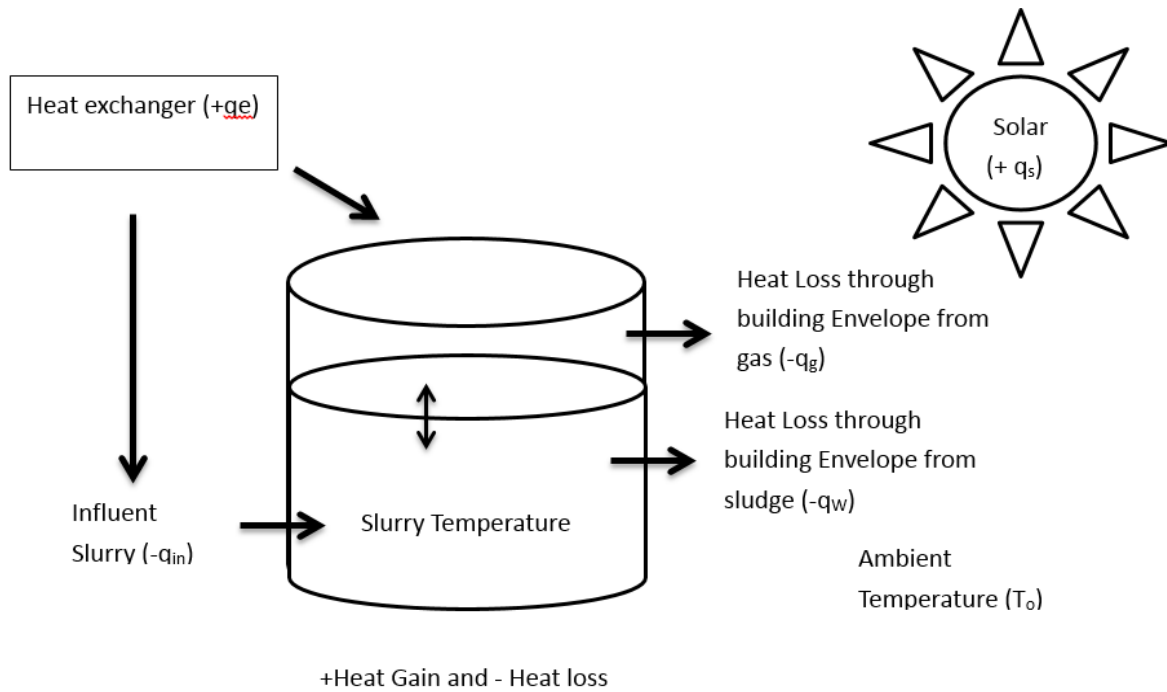 Heat exchanger (+qe)
Solar
(+ qs)
Heat Loss through
building Envelope from
gas (-qg)
Heat Loss through
building Envelope from
sludge (-qW)
Influent
Slurry (-qin)
Slurry Temperature
Ambient
Temperature (To)
+Heat Gain and - Heat loss